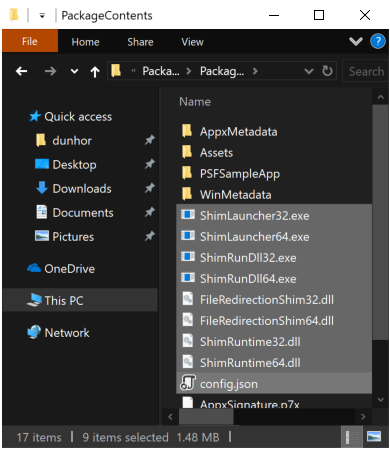 PackageContents
File Home Share View
« Packa... Packag... Search
Name
Quick access
dunhor
Desktop
Downloads
Documents
Pictures
OneDrive
This PC
Network
AppxMetadata
Assets
PSFSampleApp
WinMetadata
ShimLauncher32.exe
ShimLauncher64.exe
ShimRunDll32.exe
ShimRunDll64.exe
FileRedirectionShim32.dll
FileRedirectionShim64.dll
ShimRuntime32.dll
ShimRuntime64.dll
config.json
AppxSignature.p7x
17 items 9 items selected 1.48 MB